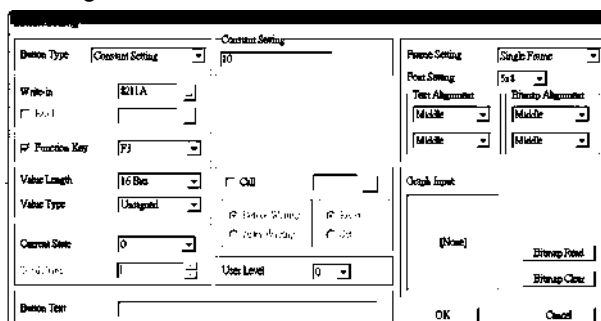 Button Type Constant Setting
Write-in 8211A
Function Key F3
Value Length 16 Bits
Value Type Unsigned
Current State 0
1
Button Text
Constant Setting
10
Call
User Level 0
Frame Setting Single Frame
Font Setting 5x8
Text Alignment Bitmap Alignment
Middle Middle
Middle Middle
Graph Input
(None)
Bitmap Read
Bitmap Clear
OK Cancel